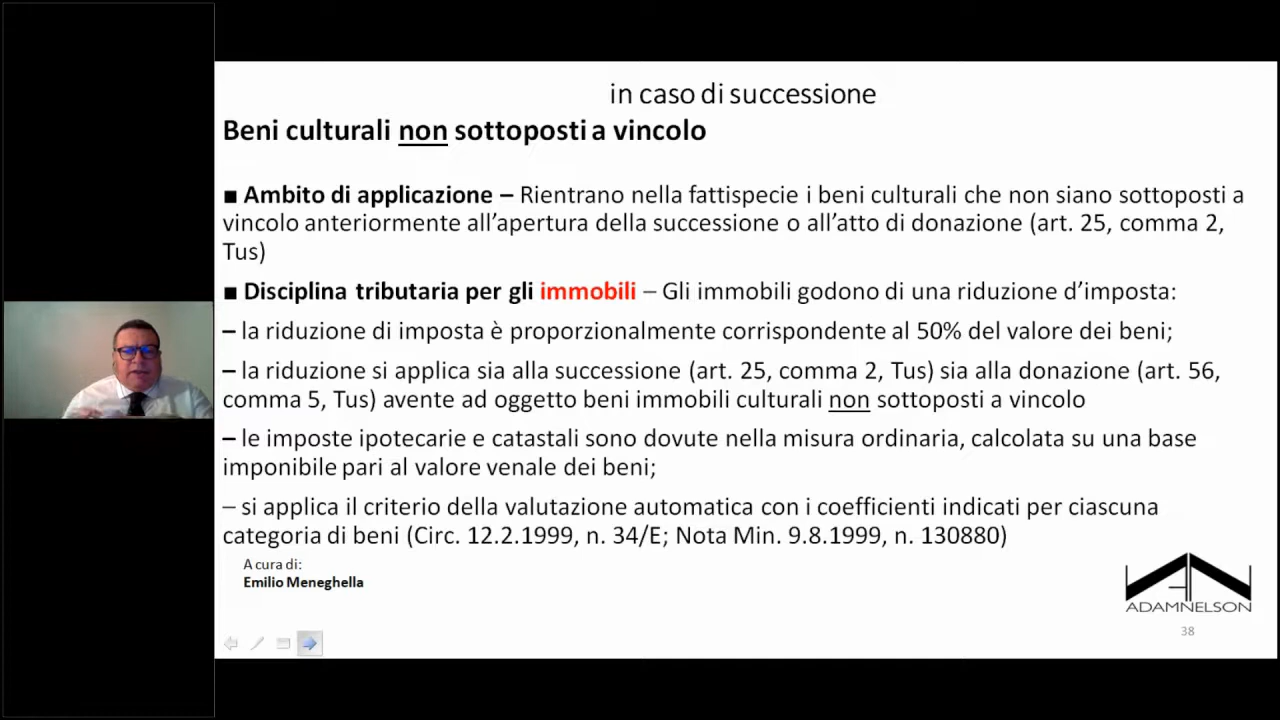 in caso di successione
Beni culturali non sottoposti a vincolo
■ Ambito di applicazione – Rientrano nella fattispecie i beni culturali che non siano sottoposti a
vincolo anteriormente all’apertura della successione o all’atto di donazione (art. 25, comma 2,
Tus)
■ Disciplina tributaria per gli immobili – Gli immobili godono di una riduzione d’imposta:
– la riduzione di imposta è proporzionalmente corrispondente al 50% del valore dei beni;
– la riduzione si applica sia alla successione (art. 25, comma 2, Tus) sia alla donazione (art. 56,
comma 5, Tus) avente ad oggetto beni immobili culturali non sottoposti a vincolo
– le imposte ipotecarie e catastali sono dovute nella misura ordinaria, calcolata su una base
imponibile pari al valore venale dei beni;
– si applica il criterio della valutazione automatica con i coefficienti indicati per ciascuna
categoria di beni (Circ. 12.2.1999, n. 34/E; Nota Min. 9.8.1999, n. 130880)
A cura di:
Emilio Meneghella
ADAMNELSON
38